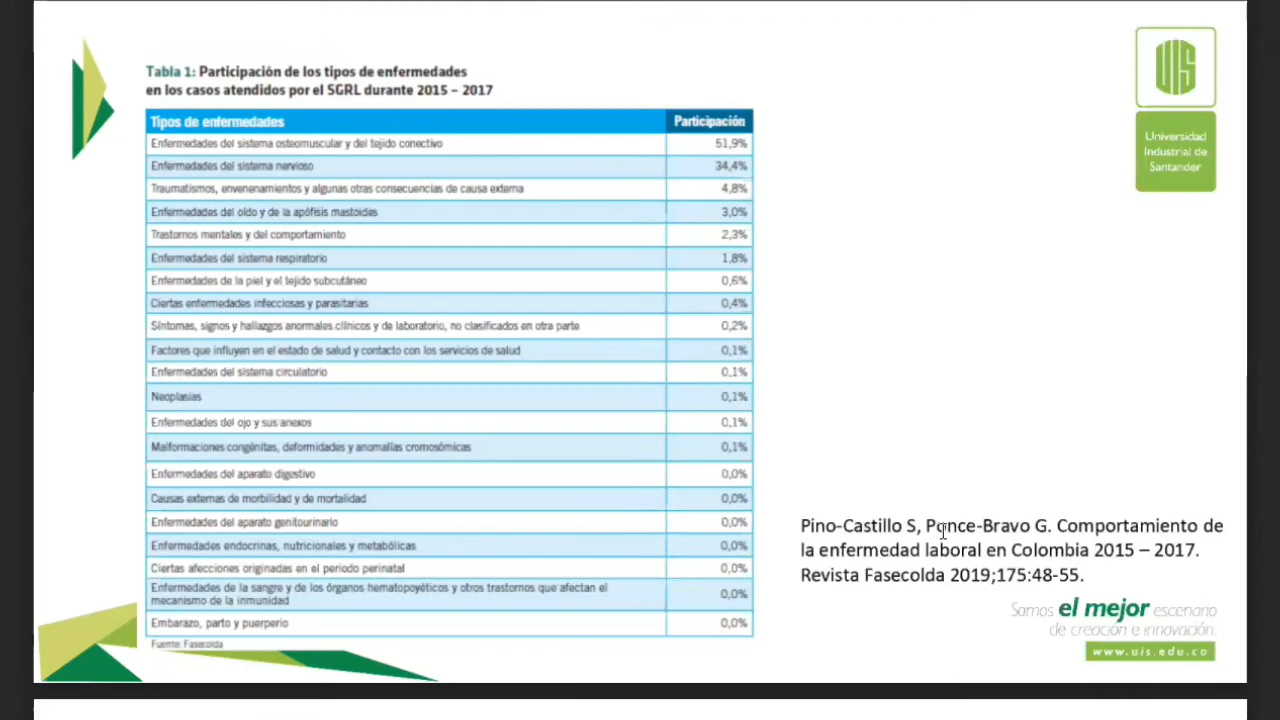 Tabla 1: Participación de los tipos de enfermedades
en los casos atendidos por el SGRL durante 2015 – 2017
Tipos de enfermedades Participación
Enfermedades del sistema osteomuscular y del tejido conectivo 51,9%
Enfermedades del sistema nervioso 34,4%
Traumatismos, envenenamientos y algunas otras consecuencias de causa externa 4,8%
Enfermedades del oído y de la apófisis mastoides 3,0%
Trastornos mentales y del comportamiento 2,3%
Enfermedades del sistema respiratorio 1,8%
Enfermedades de la piel y el tejido subcutáneo 0,6%
Ciertas enfermedades infecciosas y parasitarias 0,4%
Síntomas, signos y hallazgos anormales clínicos y de laboratorio, no clasificados en otra parte 0,2%
Factores que influyen en el estado de salud y contacto con los servicios de salud 0,1%
Enfermedades del sistema circulatorio 0,1%
Neoplasias 0,1%
Enfermedades del ojo y sus anexos 0,1%
Malformaciones congénitas, deformidades y anomalías cromosómicas 0,1%
Enfermedades del aparato digestivo 0,0%
Causas externas de morbilidad y de mortalidad 0,0%
Enfermedades del aparato genitourinario 0,0%
Enfermedades endocrinas, nutricionales y metabólicas 0,0%
Ciertas afecciones originadas en el periodo perinatal 0,0%
Enfermedades de la sangre y de los órganos hematopoyéticos y otros trastornos que afectan el
mecanismo de la inmunidad 0,0%
Embarazo, parto y puerperio 0,0%
Fuente: Fasecolda
UIS
Universidad
Industrial de
Santander
Pino-Castillo S, Ponce-Bravo G. Comportamiento de
la enfermedad laboral en Colombia 2015 – 2017.
Revista Fasecolda 2019;175:48-55.
Somos el mejor escenario
de creación e innovación.
www.uis.edu.co